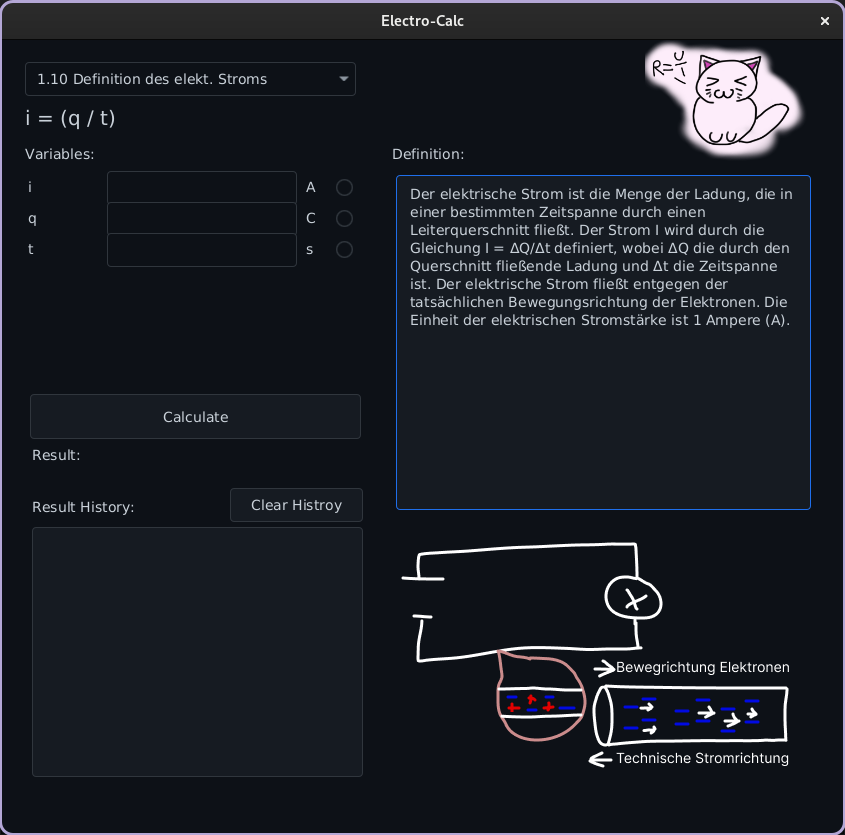 Electro-Calc
×
1.10 Definition des elekt. Stroms
R=U/I
i = (q / t)
Variables:
i A
q C
t s
Definition:
Der elektrische Strom ist die Menge der Ladung, die in
einer bestimmten Zeitspanne durch einen
Leiterquerschnitt fließt. Der Strom I wird durch die
Gleichung I = ΔQ/Δt definiert, wobei ΔQ die durch den
Querschnitt fließende Ladung und Δt die Zeitspanne
ist. Der elektrische Strom fließt entgegen der
tatsächlichen Bewegungsrichtung der Elektronen. Die
Einheit der elektrischen Stromstärke ist 1 Ampere (A).
Calculate
Result:
Result History:
Clear Histroy
Bewegrichtung Elektronen
Technische Stromrichtung